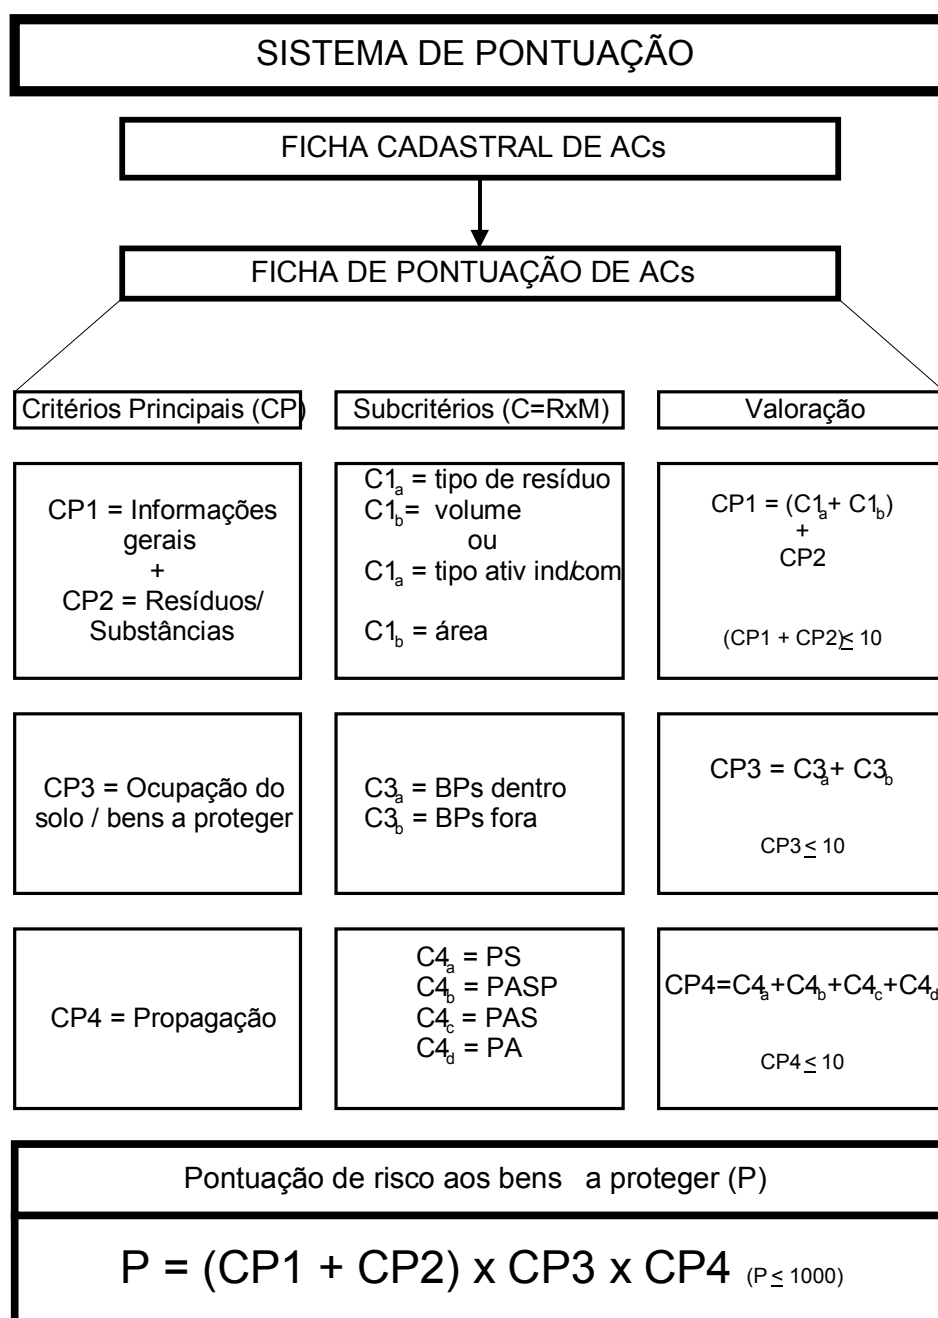 SISTEMA DE PONTUAÇÃO
FICHA CADASTRAL DE ACs
FICHA DE PONTUAÇÃO DE ACs
Critérios Principais (CP)
Subcritérios (C=RxM)
Valoração
CP1 = Informações
gerais
+
CP2 = Resíduos/
Substâncias
C1a = tipo de resíduo
C1b = volume
ou
C1a = tipo ativ ind/com
C1b = área
CP1 = (C1a + C1b)
+
CP2
(CP1 + CP2) ≤ 10
CP3 = Ocupação do
solo / bens a proteger
C3a = BPs dentro
C3b = BPs fora
CP3 = C3a + C3b
CP3 ≤ 10
CP4 = Propagação
C4a = PS
C4b = PASP
C4c = PAS
C4d = PA
CP4=C4a+C4b+C4c+C4d
CP4 ≤ 10
Pontuação de risco aos bens a proteger (P)
P = (CP1 + CP2) x CP3 x CP4 (P ≤ 1000)